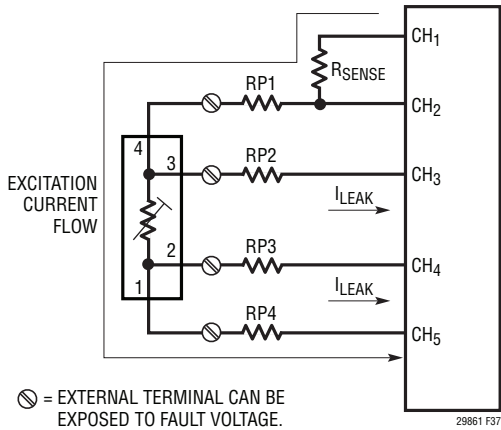 CH1
RSENSE
RP1
CH2
4
3
RP2
CH3
EXCITATION
CURRENT
FLOW
ILEAK
2
RP3
CH4
1
ILEAK
RP4
CH5
= EXTERNAL TERMINAL CAN BE
EXPOSED TO FAULT VOLTAGE.
29861 F37